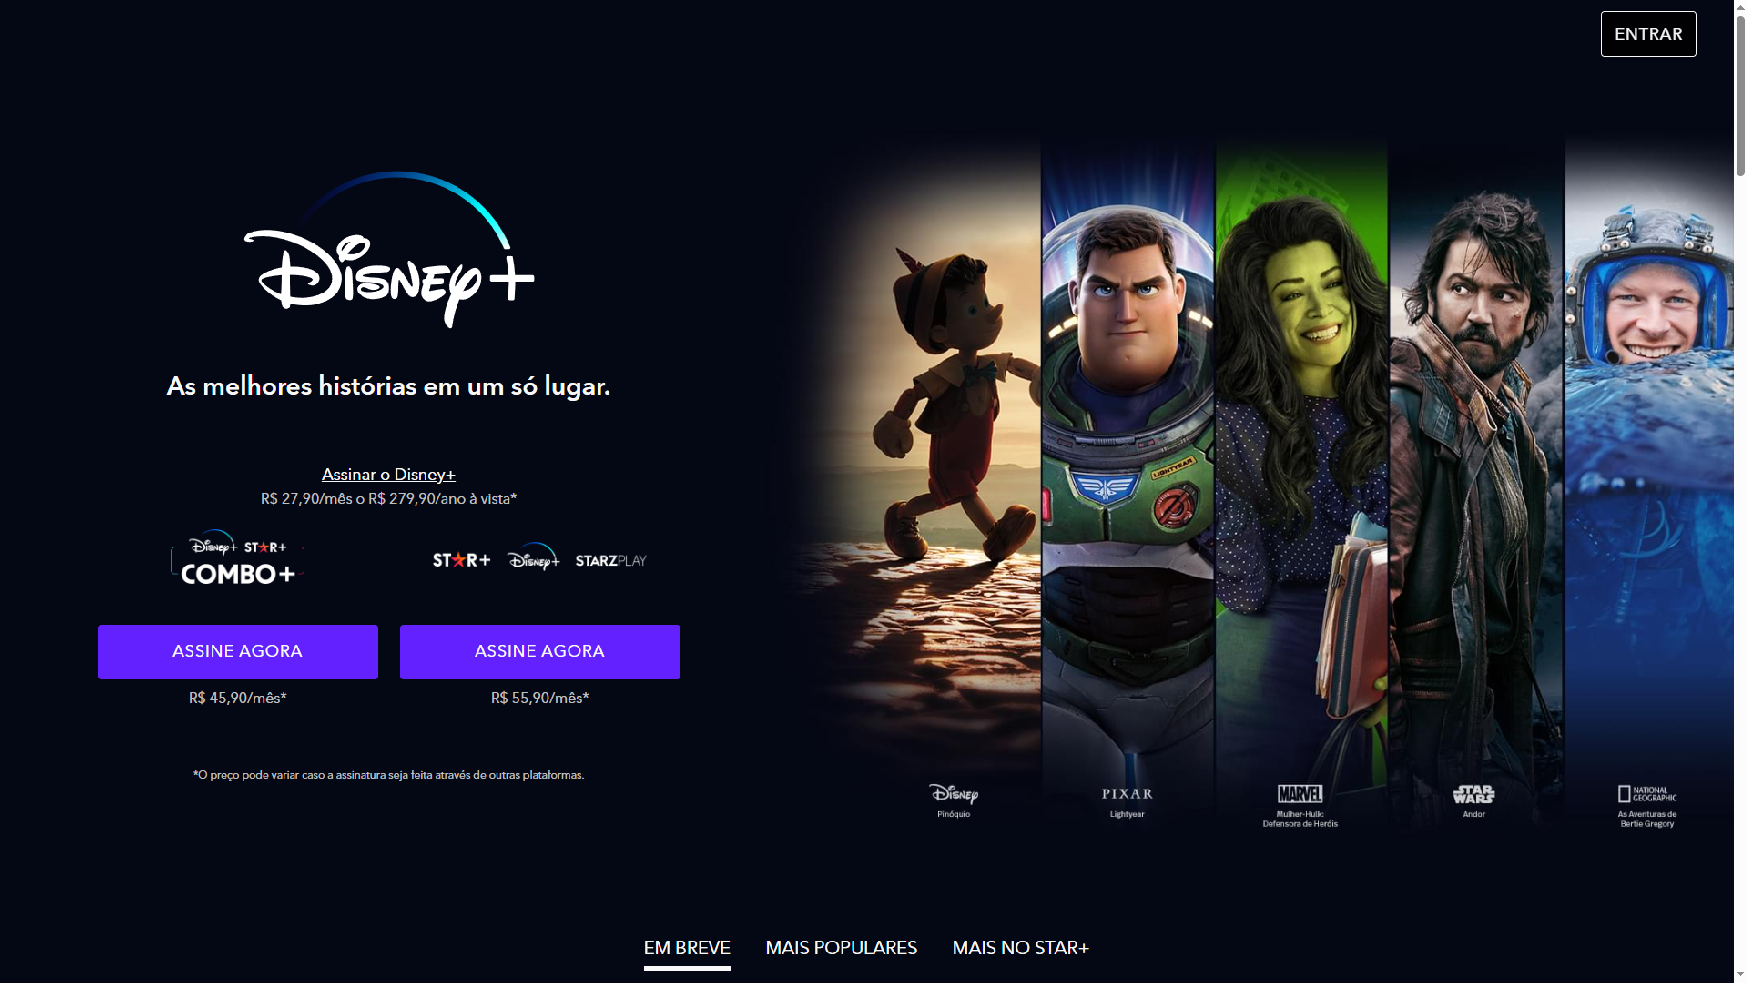 ENTRAR
Disney+
As melhores histórias em um só lugar.
Assinar o Disney+
R$ 27,90/mês o R$ 279,90/ano à vista*
Disney+ STAR+
COMBO+
STAR+ Disney+ STARZPLAY
ASSINE AGORA
R$ 45,90/mês*
ASSINE AGORA
R$ 55,90/mês*
*O preço pode variar caso a assinatura seja feita através de outras plataformas.
LIGHTYEAR
Disney
Pinóquio
PIXAR
Lightyear
MARVEL
Mulher-Hulk:
Defensora de Heróis
STAR
WARS
Andor
NATIONAL
GEOGRAPHIC
As Aventuras de
Bertie Gregory
EM BREVE
MAIS POPULARES
MAIS NO STAR+